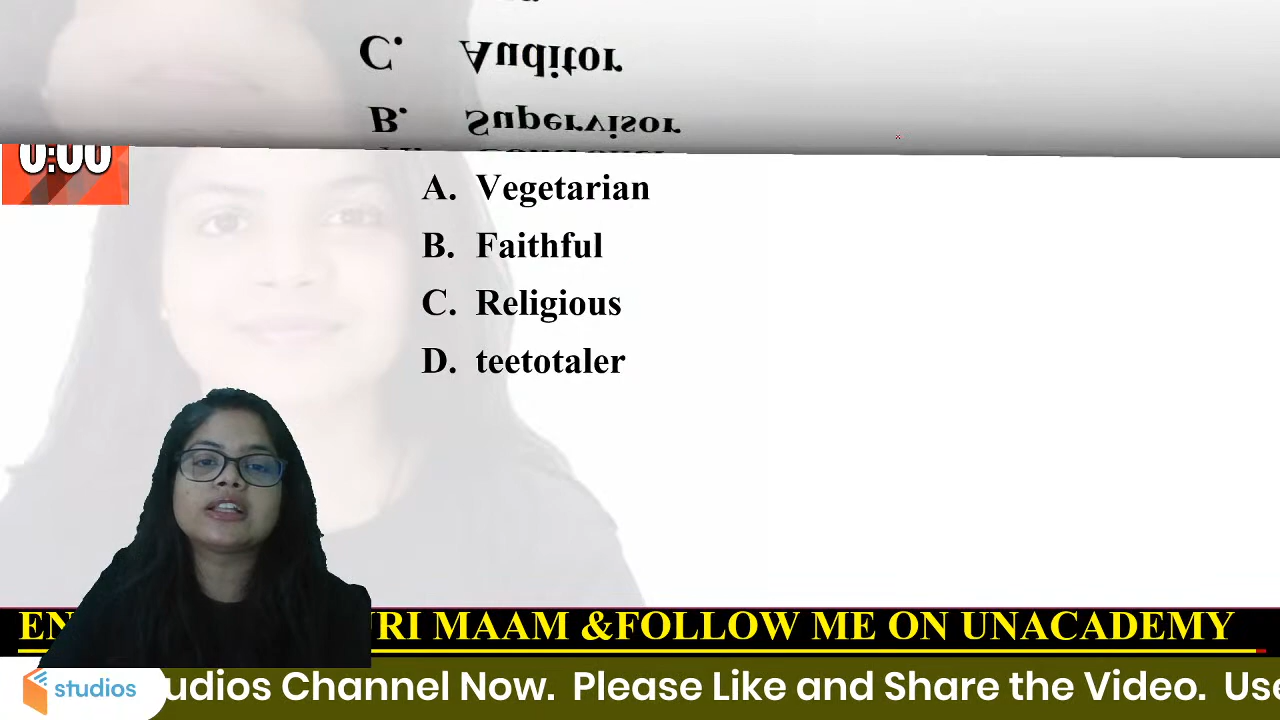 C. Auditor
B. Supervisor
0:00
A. Vegetarian
B. Faithful
C. Religious
D. teetotaler
EN
RI MAAM &FOLLOW ME ON UNACADEMY
studios
udios Channel Now. Please Like and Share the Video. Use